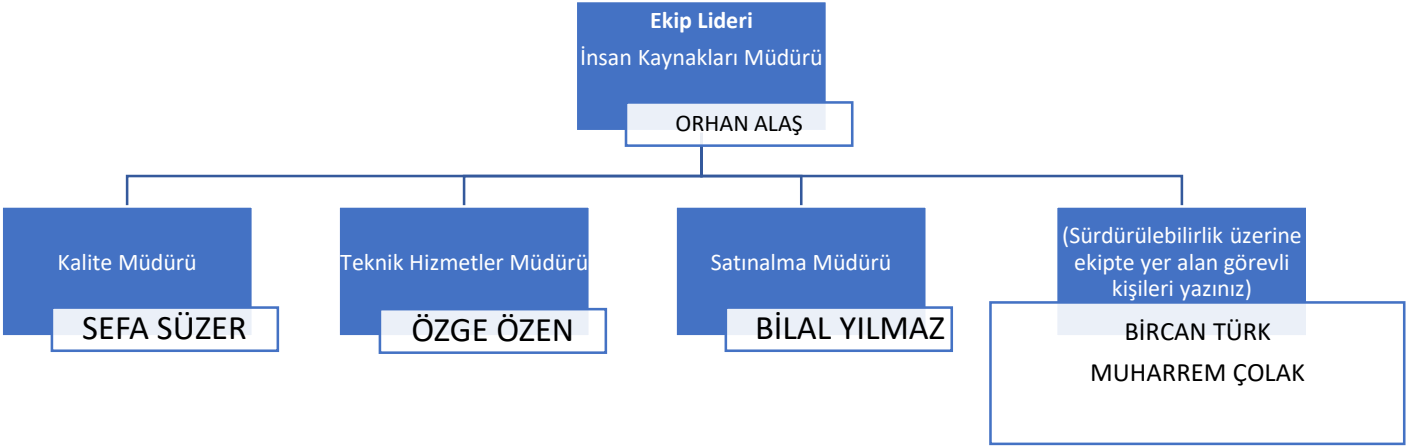 Ekip Lideri
İnsan Kaynakları Müdürü
ORHAN ALAŞ
Kalite Müdürü
SEFA SÜZER
Teknik Hizmetler Müdürü
ÖZGE ÖZEN
Satınalma Müdürü
BİLAL YILMAZ
(Sürdürülebilirlik üzerine
ekipte yer alan görevli
kişileri yazınız)
BİRCAN TÜRK
MUHARREM ÇOLAK